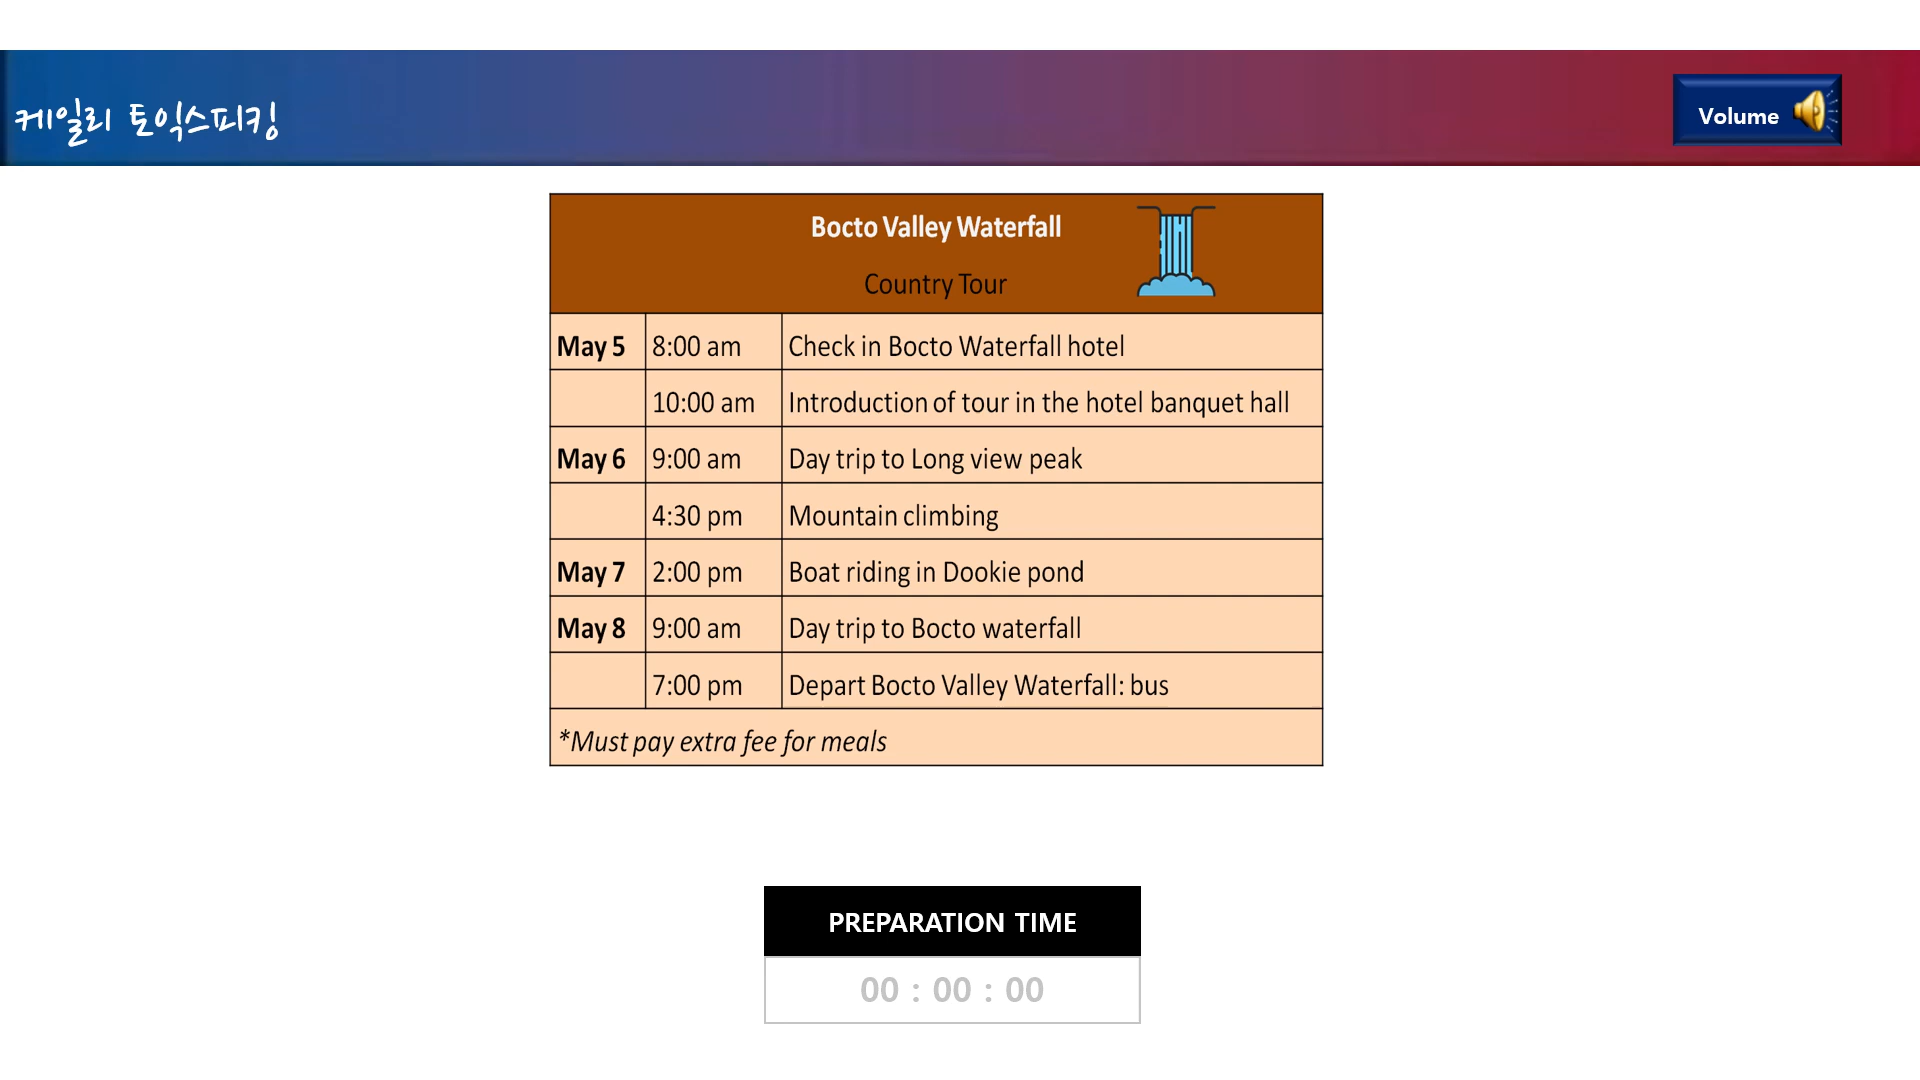 케일리 토익스피킹
Volume
Bocto Valley Waterfall
Country Tour
May 5 8:00 am Check in Bocto Waterfall hotel
10:00 am Introduction of tour in the hotel banquet hall
May 6 9:00 am Day trip to Long view peak
4:30 pm Mountain climbing
May 7 2:00 pm Boat riding in Dookie pond
May 8 9:00 am Day trip to Bocto waterfall
7:00 pm Depart Bocto Valley Waterfall: bus
*Must pay extra fee for meals
PREPARATION TIME
00 : 00 : 00